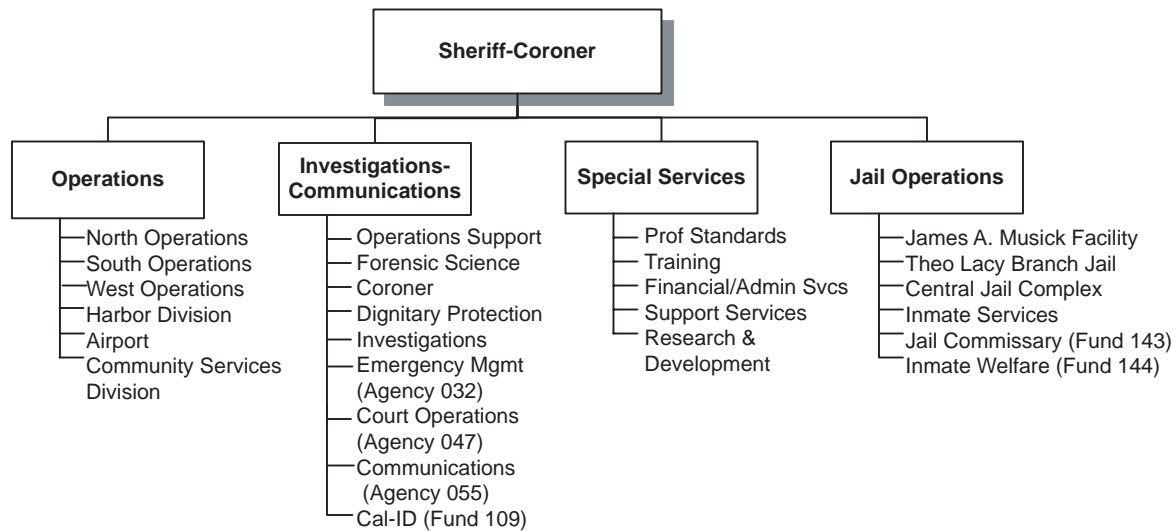 Sheriff-Coroner
Operations
North Operations
South Operations
West Operations
Harbor Division
Airport
Community Services
Division
Investigations-
Communications
Operations Support
Forensic Science
Coroner
Dignitary Protection
Investigations
Emergency Mgmt
(Agency 032)
Court Operations
(Agency 047)
Communications
(Agency 055)
Cal-ID (Fund 109)
Special Services
Prof Standards
Training
Financial/Admin Svcs
Support Services
Research &
Development
Jail Operations
James A. Musick Facility
Theo Lacy Branch Jail
Central Jail Complex
Inmate Services
Jail Commissary (Fund 143)
Inmate Welfare (Fund 144)